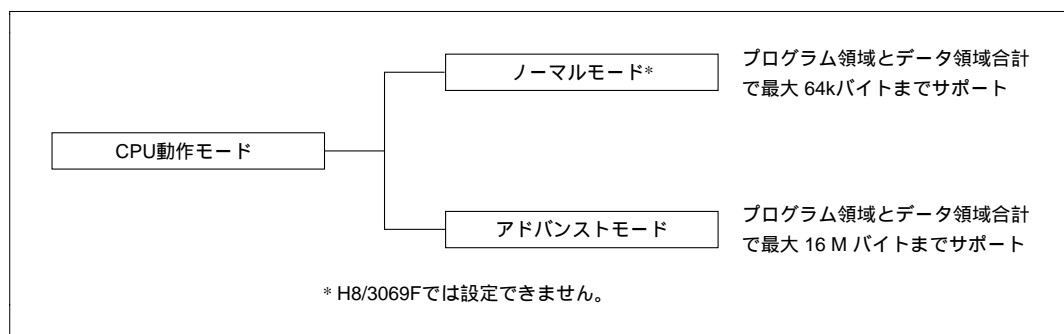 ノーマルモード*
プログラム領域とデータ領域合計
で最大 64kバイトまでサポート
CPU動作モード
アドバンストモード
プログラム領域とデータ領域合計
で最大 16 M バイトまでサポート
* H8/3069Fでは設定できません。